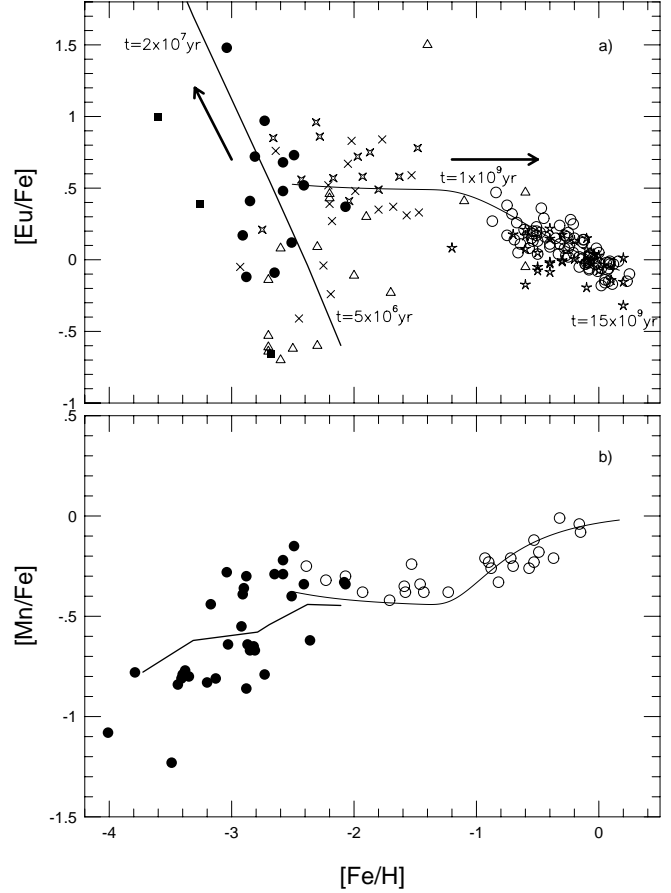 1.5
1
.5
0
-.5
-1
[Eu/Fe]
a)
t=2x10⁷yr
t=1x10⁹yr
t=5x10⁶yr
t=15x10⁹yr
.5
0
-.5
-1
-1.5
[Mn/Fe]
b)
-4 -3 -2 -1 0
[Fe/H]